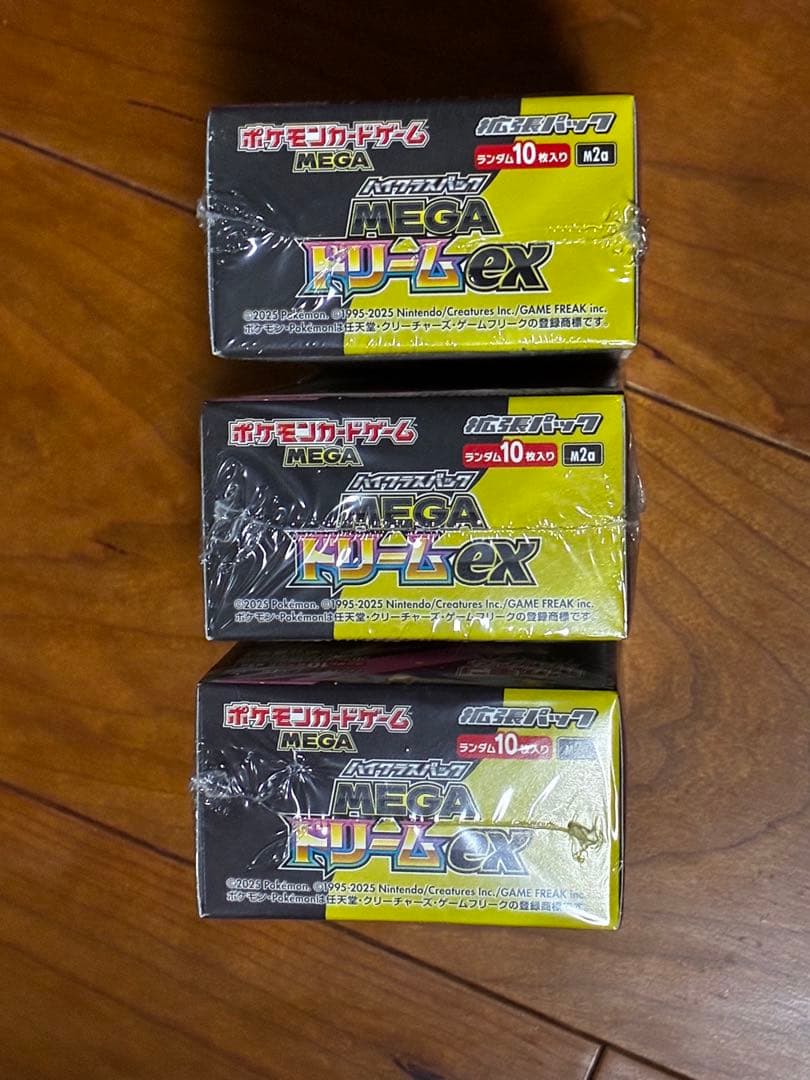 ポケモンカードゲーム
MEGA
拡張パック
ランダム10枚入り M2a
ハイクラスパック
MEGA
ドリームex
©2025 Pokémon. ©1995-2025 Nintendo/Creatures Inc./GAME FREAK inc.
ポケモン・Pokémonは任天堂・クリーチャーズ・ゲームフリークの登録商標です。
ポケモンカードゲーム
MEGA
拡張パック
ランダム10枚入り M2a
ハイクラスパック
MEGA
ドリームex
©2025 Pokémon. ©1995-2025 Nintendo/Creatures Inc./GAME FREAK inc.
ポケモン・Pokémonは任天堂・クリーチャーズ・ゲームフリークの登録商標です。
ポケモンカードゲーム
MEGA
拡張パック
ランダム10枚入り M2a
ハイクラスパック
MEGA
ドリームex
©2025 Pokémon. ©1995-2025 Nintendo/Creatures Inc./GAME FREAK inc.
ポケモン・Pokémonは任天堂・クリーチャーズ・ゲームフリークの登録商標です。